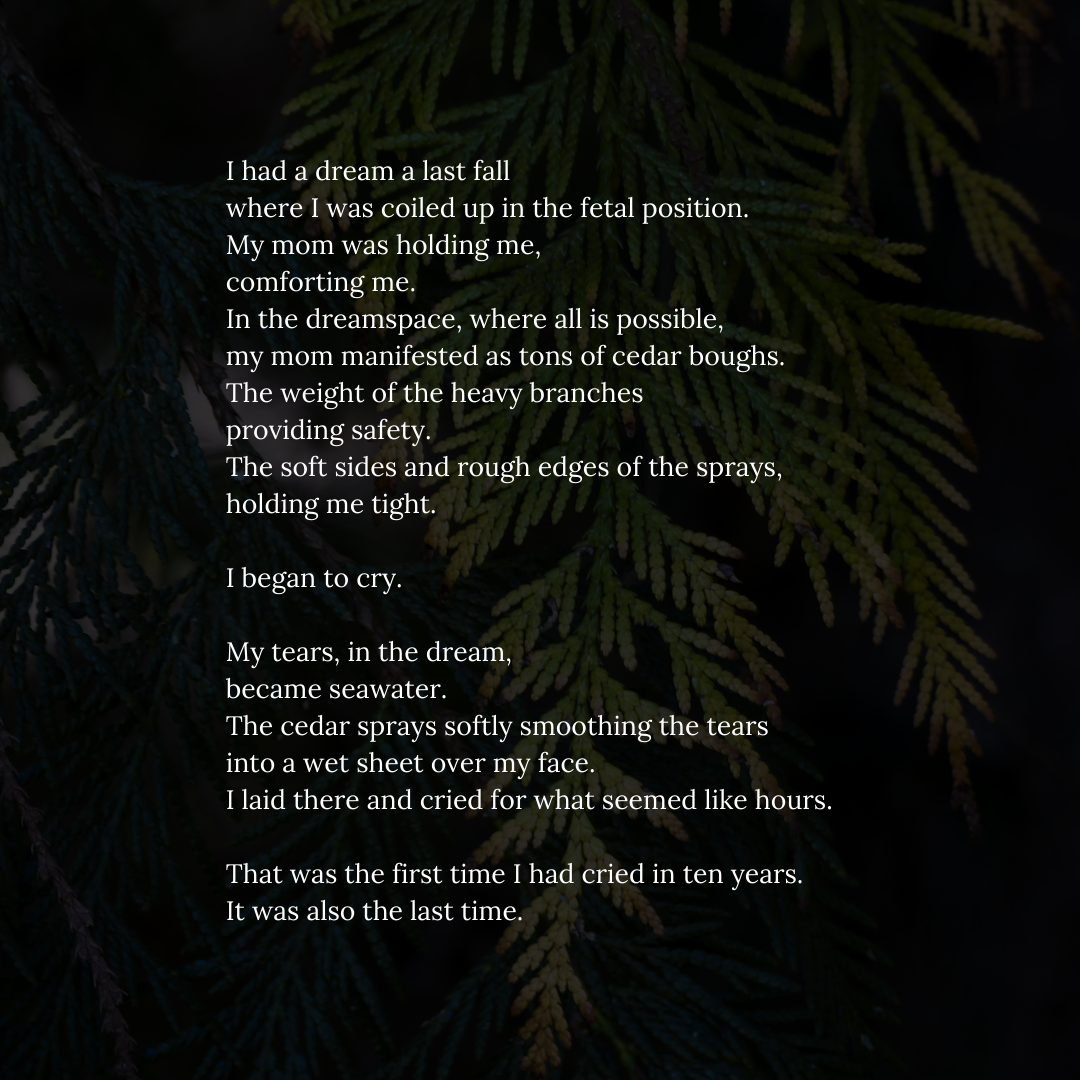 I had a dream a last fall
where I was coiled up in the fetal position.
My mom was holding me,
comforting me.
In the dreamspace, where all is possible,
my mom manifested as tons of cedar boughs.
The weight of the heavy branches
providing safety.
The soft sides and rough edges of the sprays,
holding me tight.
I began to cry.
My tears, in the dream,
became seawater.
The cedar sprays softly smoothing the tears
into a wet sheet over my face.
I laid there and cried for what seemed like hours.
That was the first time I had cried in ten years.
It was also the last time.